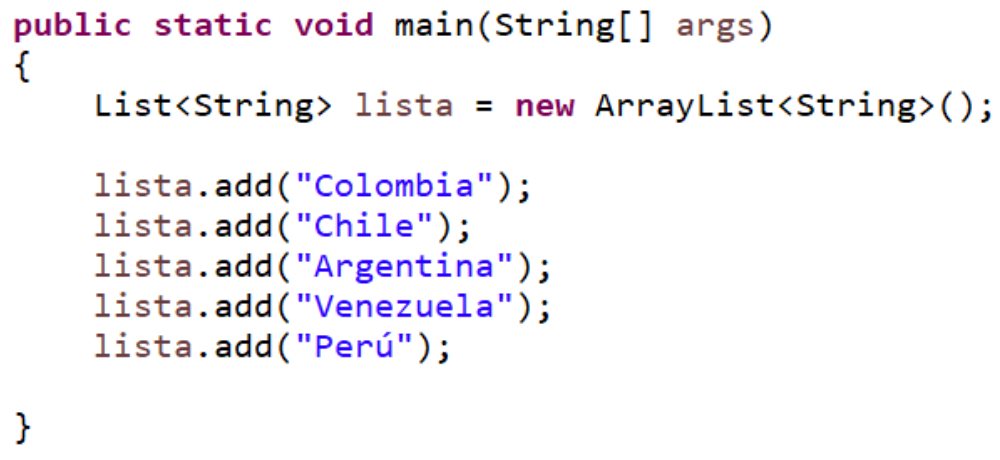 public static void main(String[] args)
{
    List<String> lista = new ArrayList<String>();
    lista.add("Colombia");
    lista.add("Chile");
    lista.add("Argentina");
    lista.add("Venezuela");
    lista.add("Perú");
}